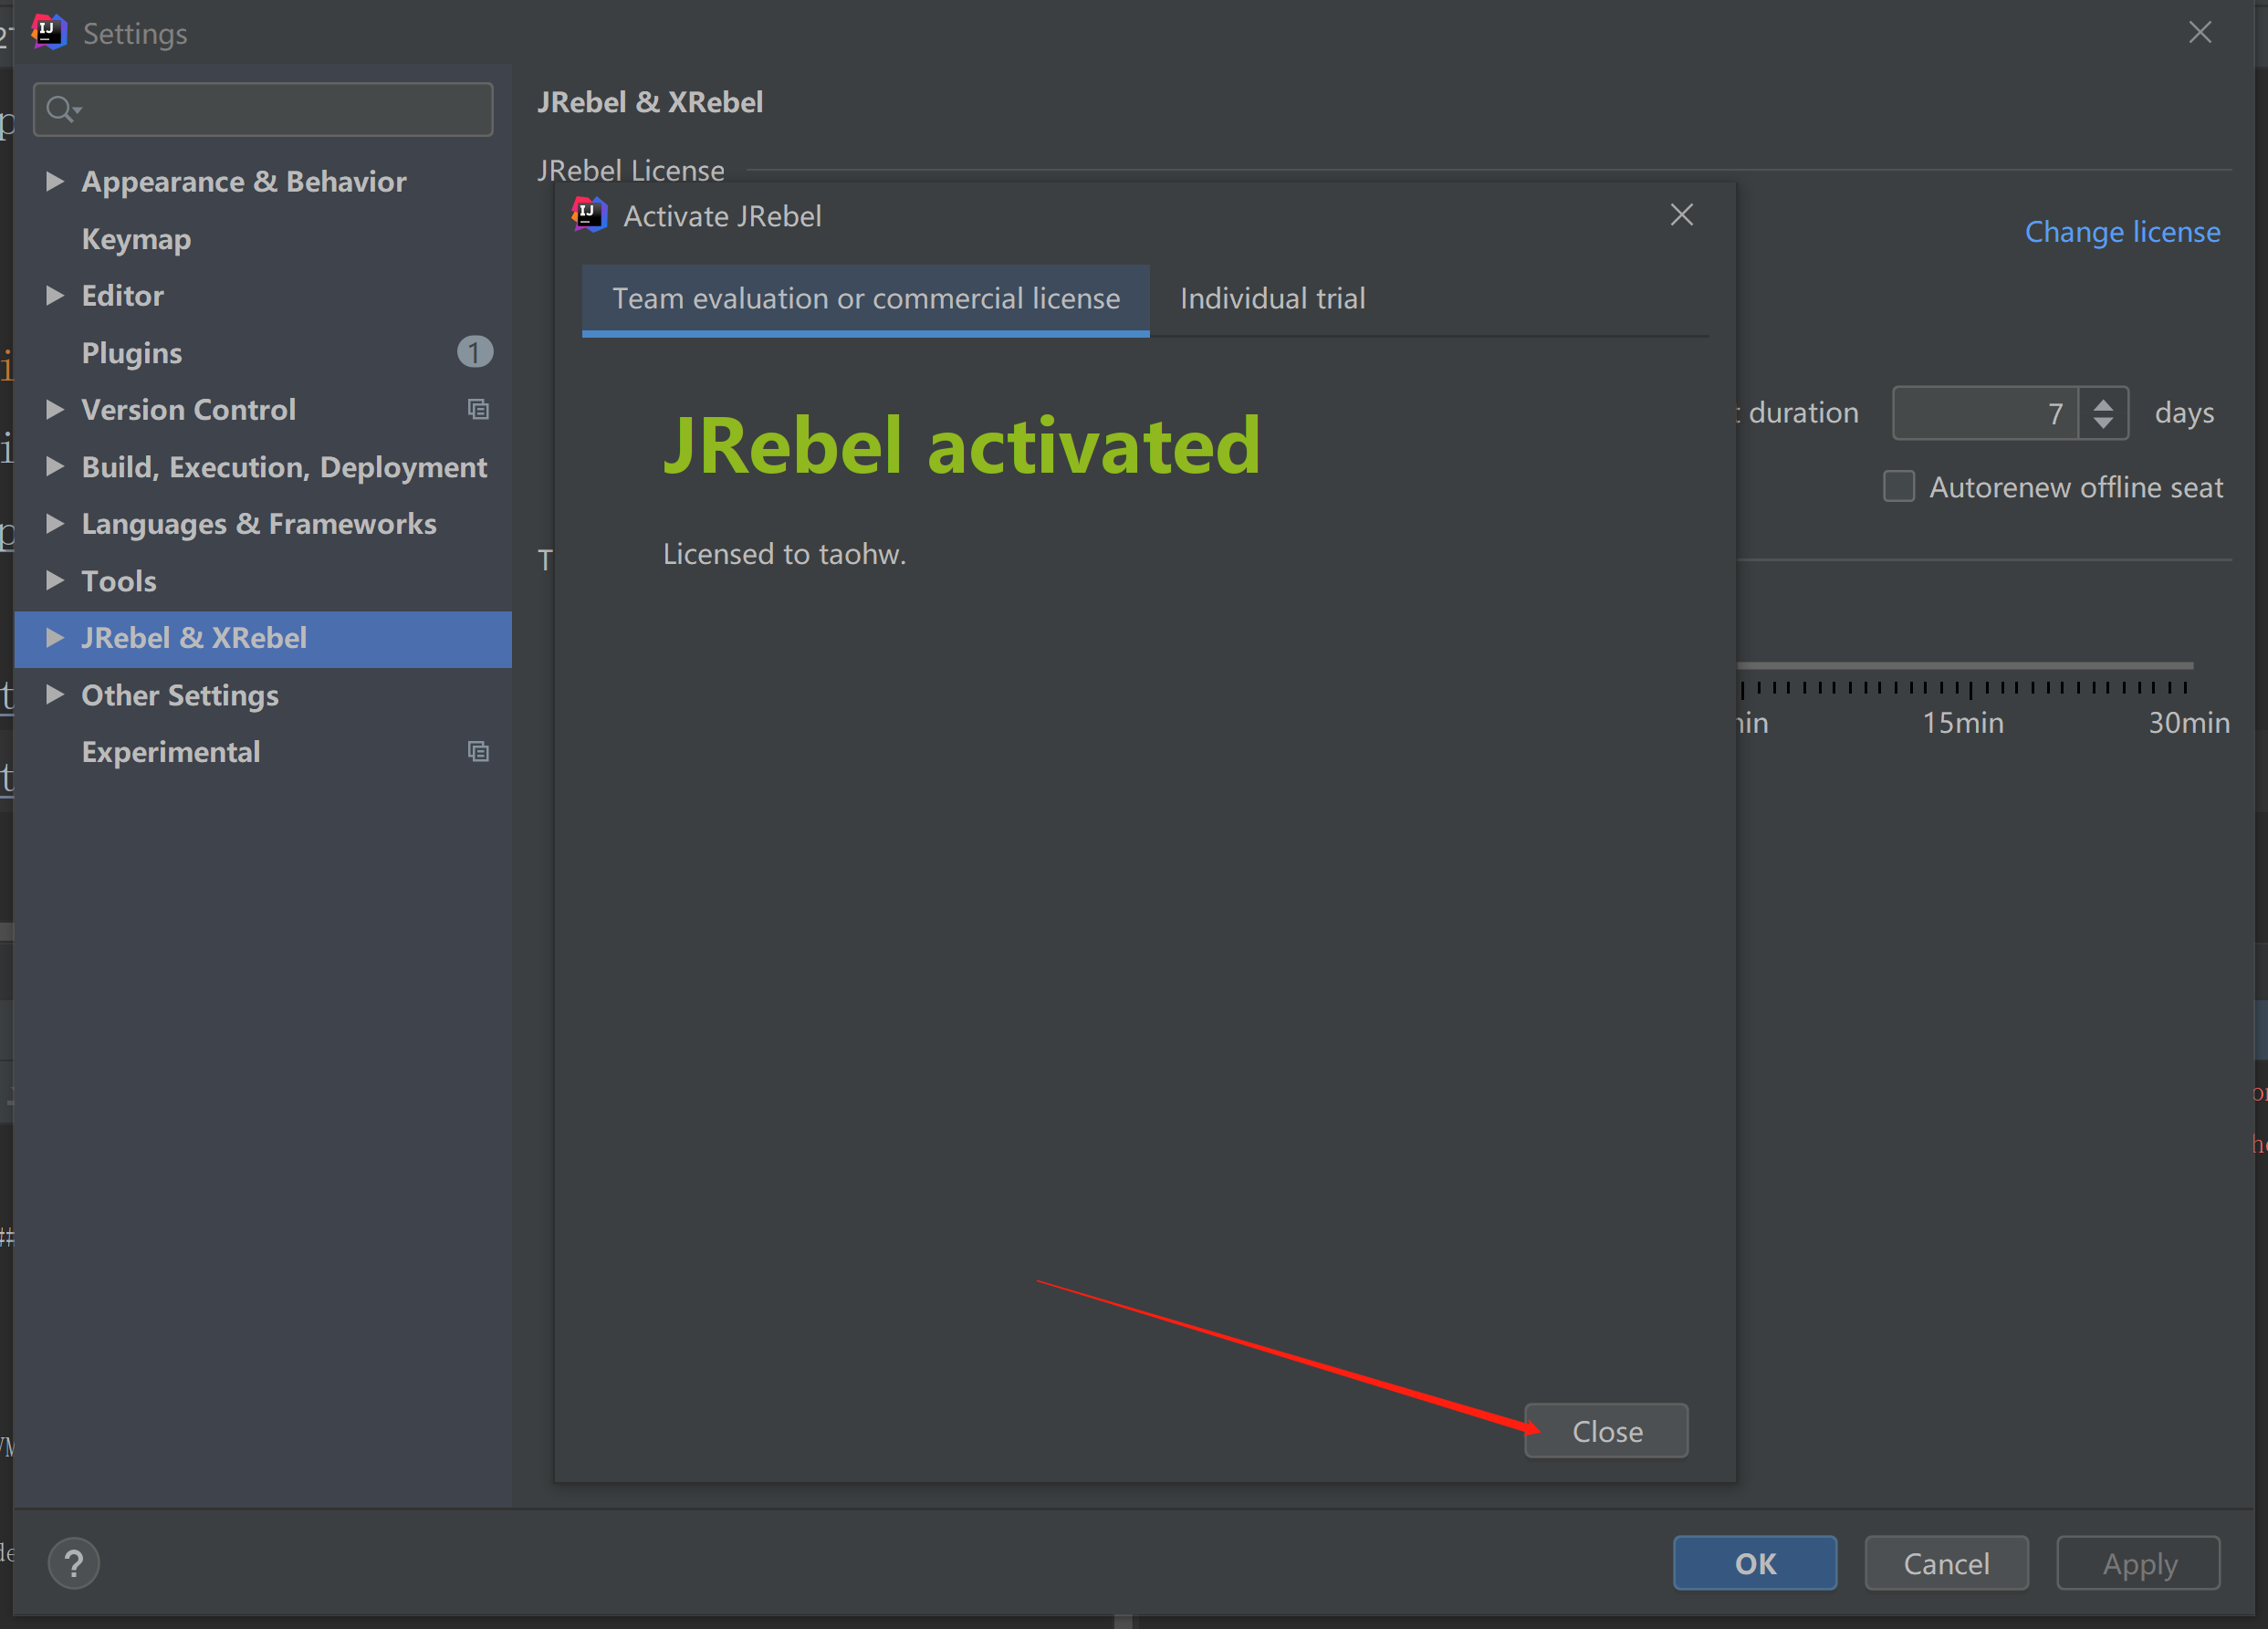 Settings
JRebel & XRebel
JRebel License
Change license
Appearance & Behavior
Keymap
Editor
Plugins 1
Version Control
Build, Execution, Deployment
Languages & Frameworks
Tools
JRebel & XRebel
Other Settings
Experimental
Activate JRebel
Team evaluation or commercial license
Individual trial
JRebel activated
Licensed to taohw.
Close
duration 7 days
Autorenew offline seat
T
15min
30min
?
OK
Cancel
Apply